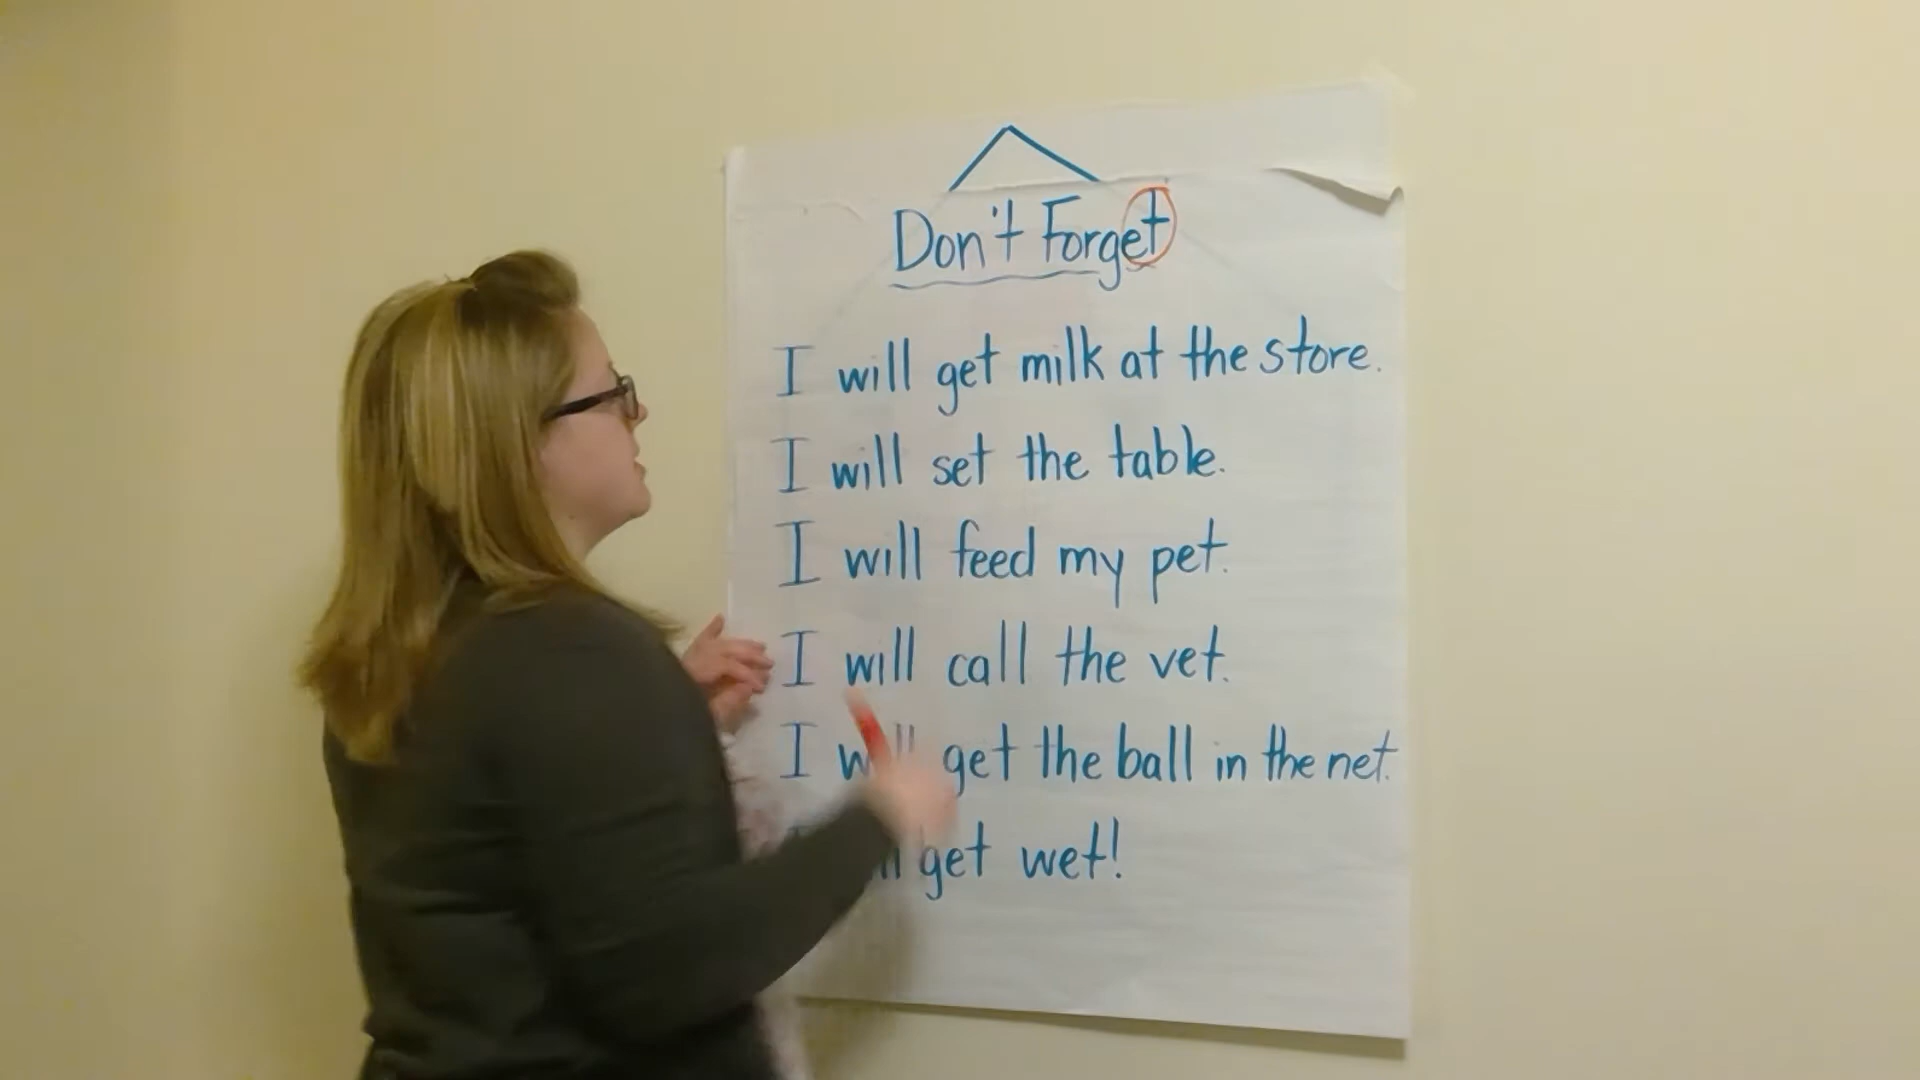 Don't Forget
I will get milk at the store.
I will set the table.
I will feed my pet.
I will call the vet.
I will get the ball in the net.
get wet!